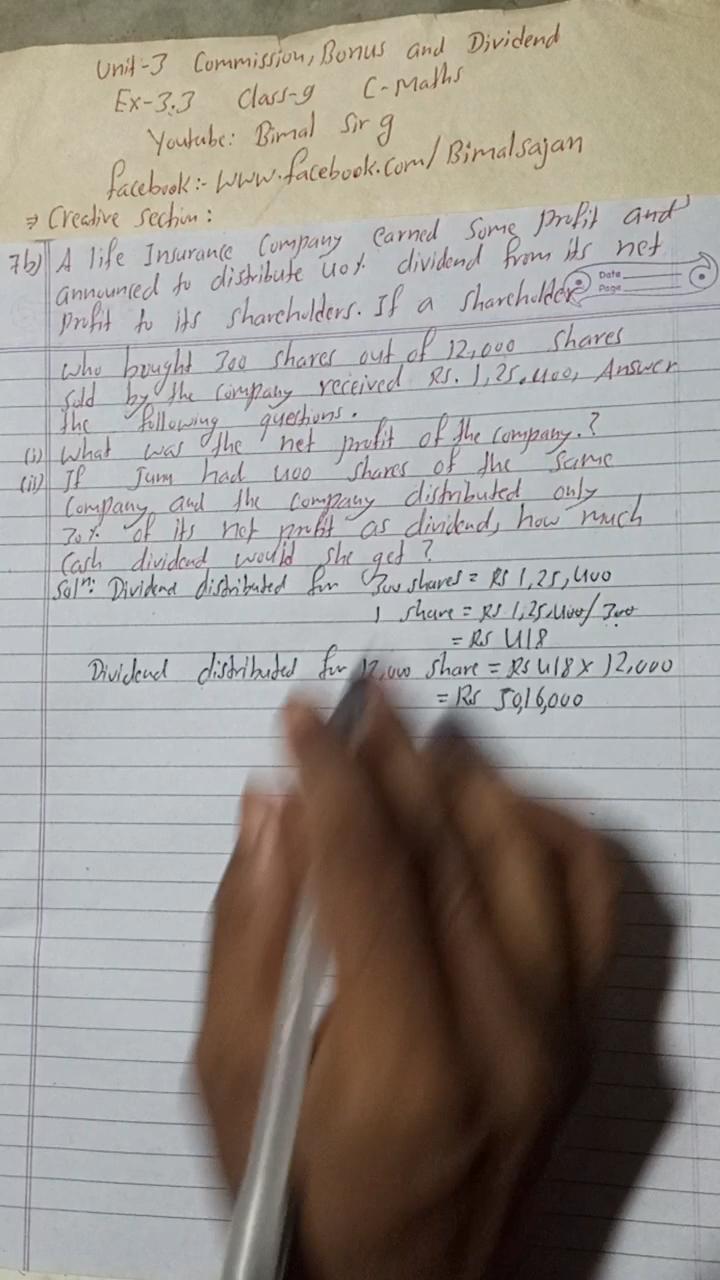 Unit-3 Commission, Bonus and Dividend
Ex-3.3 Class-9 C-Maths
Youtube: Bimal Sir g
facebook:- www.facebook.com/Bimalsajan
⇒ Creative section:
7b) A life Insurance Company earned some profit and
announced to distribute 40% dividend from its net
Date
Page
profit to its shareholders. If a shareholder
who bought 300 shares out of 12,000 shares
sold by the company received Rs. 1,25,400, Answer
the following questions.
(i) What was the net profit of the company.?
(ii) If Jun had 400 shares of the same
Company and the company distributed only
30% of its net profit as dividend, how much
Cash dividend would she get?
Solⁿ: Dividend distributed for 300 shares = Rs 1,25,400
1 share = Rs 1,25,400/300
= Rs 418
Dividend distributed for 12,000 share = Rs 418 × 12,000
= Rs 50,16,000